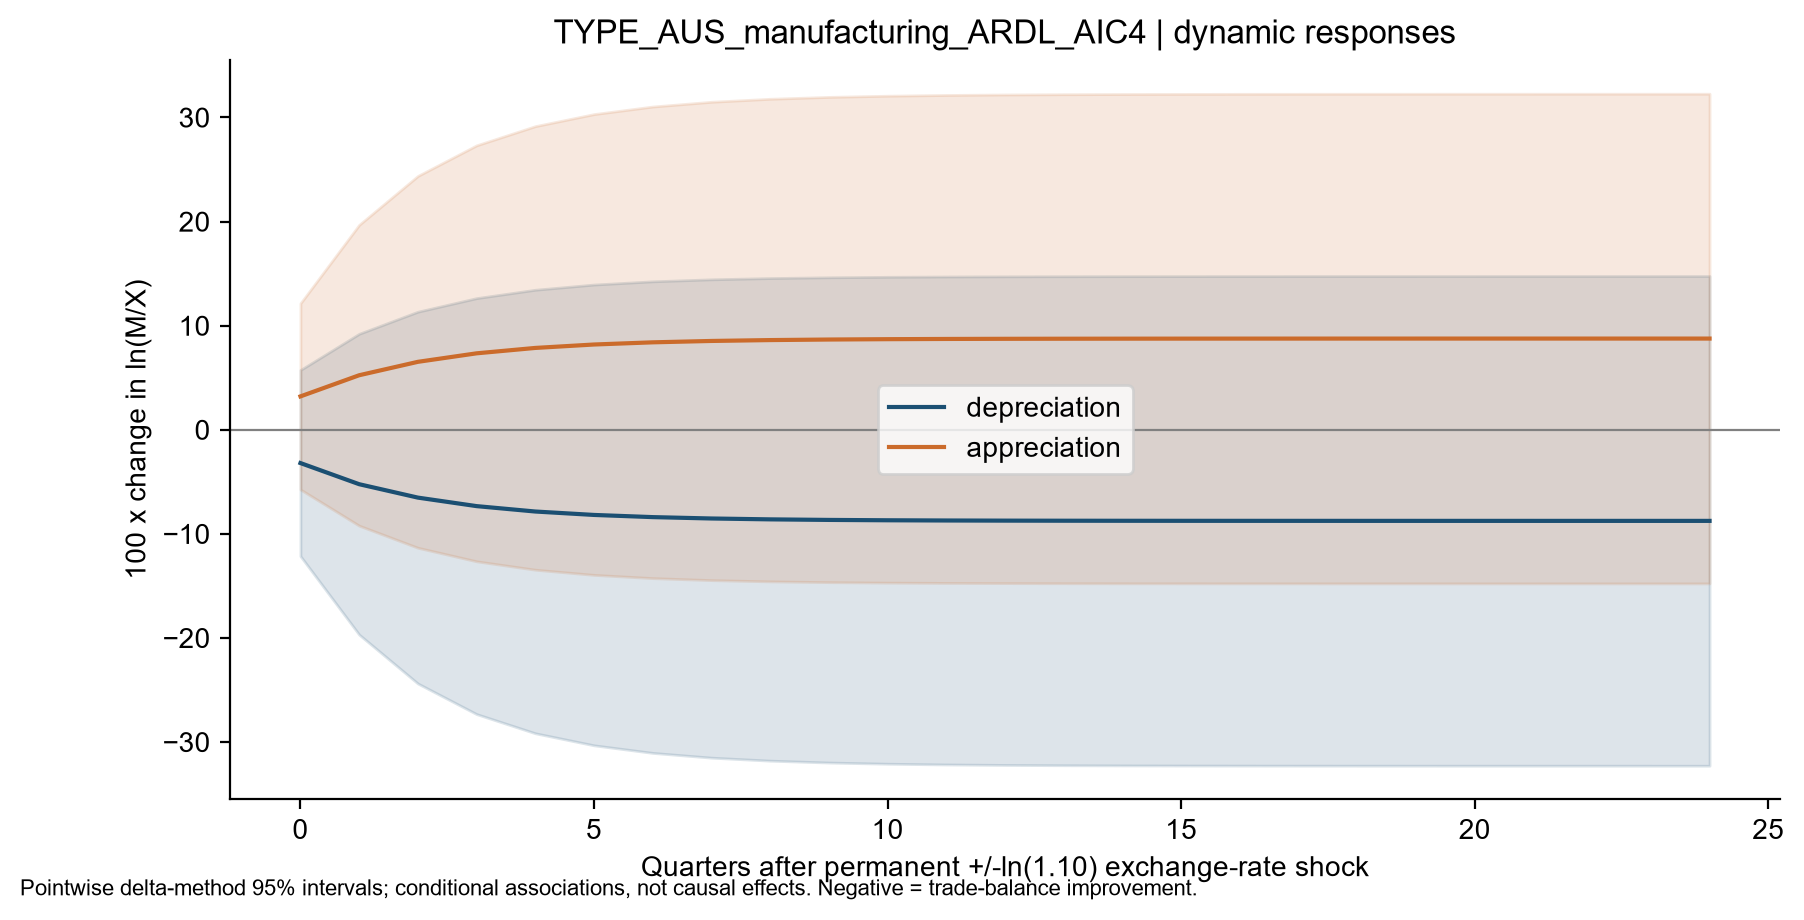 TYPE_AUS_manufacturing_ARDL_AIC4 | dynamic responses
100 x change in ln(M/X)
30
20
10
0
−10
−20
−30
depreciation
appreciation
0 5 10 15 20 25
Quarters after permanent +/-ln(1.10) exchange-rate shock
Pointwise delta-method 95% intervals; conditional associations, not causal effects. Negative = trade-balance improvement.